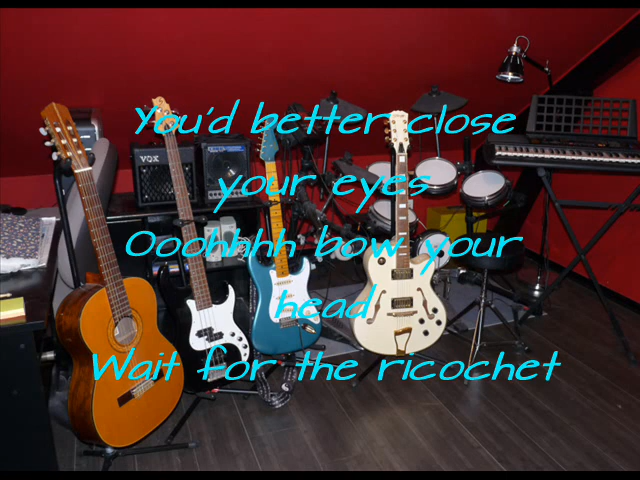 You'd better close
your eyes
Ooohhhh bow your
head
Wait for the ricochet
VOX